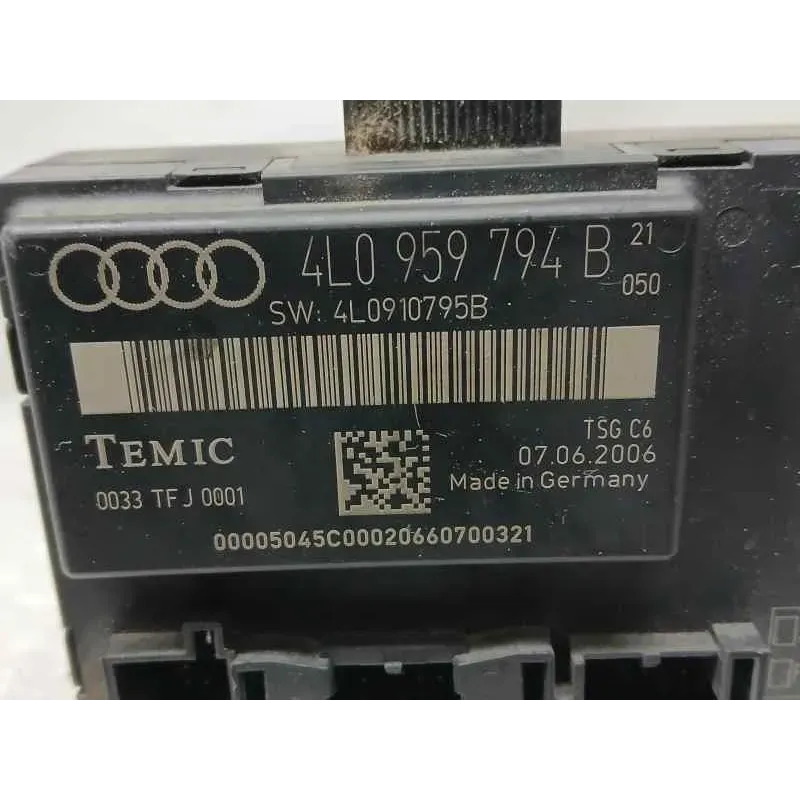 4L0 959 794 B 21
050
SW: 4L0910795B
TEMIC
TSG C6
07.06.2006
0033 TFJ 0001
Made in Germany
00005045C00020660700321